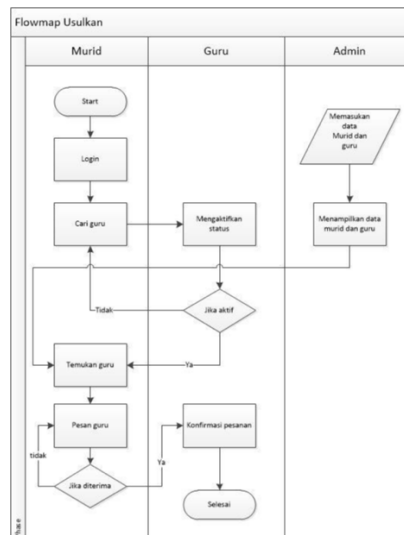 Flowmap Usulkan
Murid
Guru
Admin
Start
Memasukan
data
Murid dan
guru
Login
Cari guru
Mengaktifkan
status
Menampilkan data
murid dan guru
Tidak
Jika aktif
Ya
Temukan guru
Pesan guru
Konfirmasi pesanan
tidak
Ya
Jika diterima
Selesai
Phase